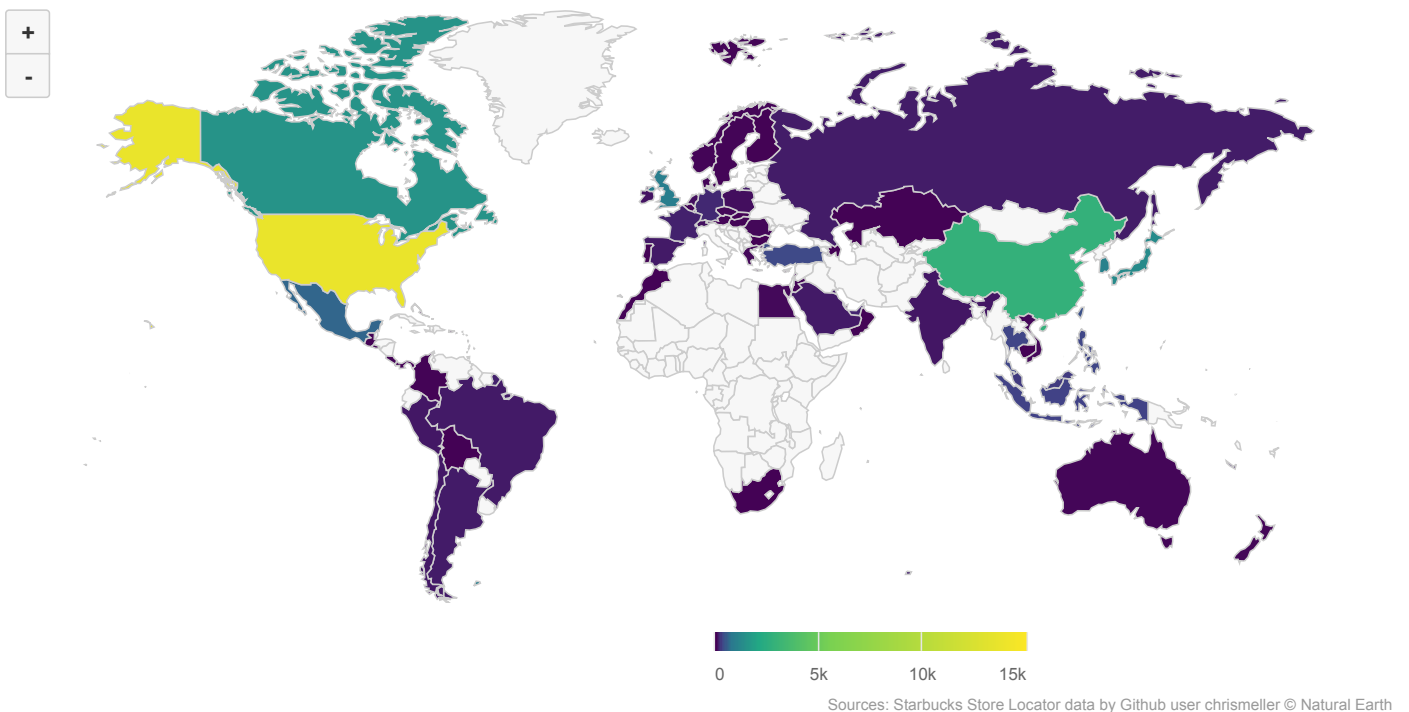 +
-
0 5k 10k 15k
Sources: Starbucks Store Locator data by Github user chrismeller © Natural Earth